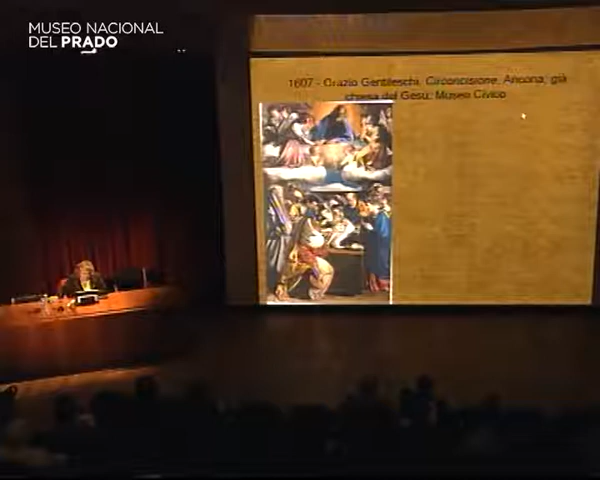 MUSEO NACIONAL
DEL PRADO
1607 - Orazio Gentileschi, Circoncisione, Ancona, già
chiesa del Gesù; Museo Civico